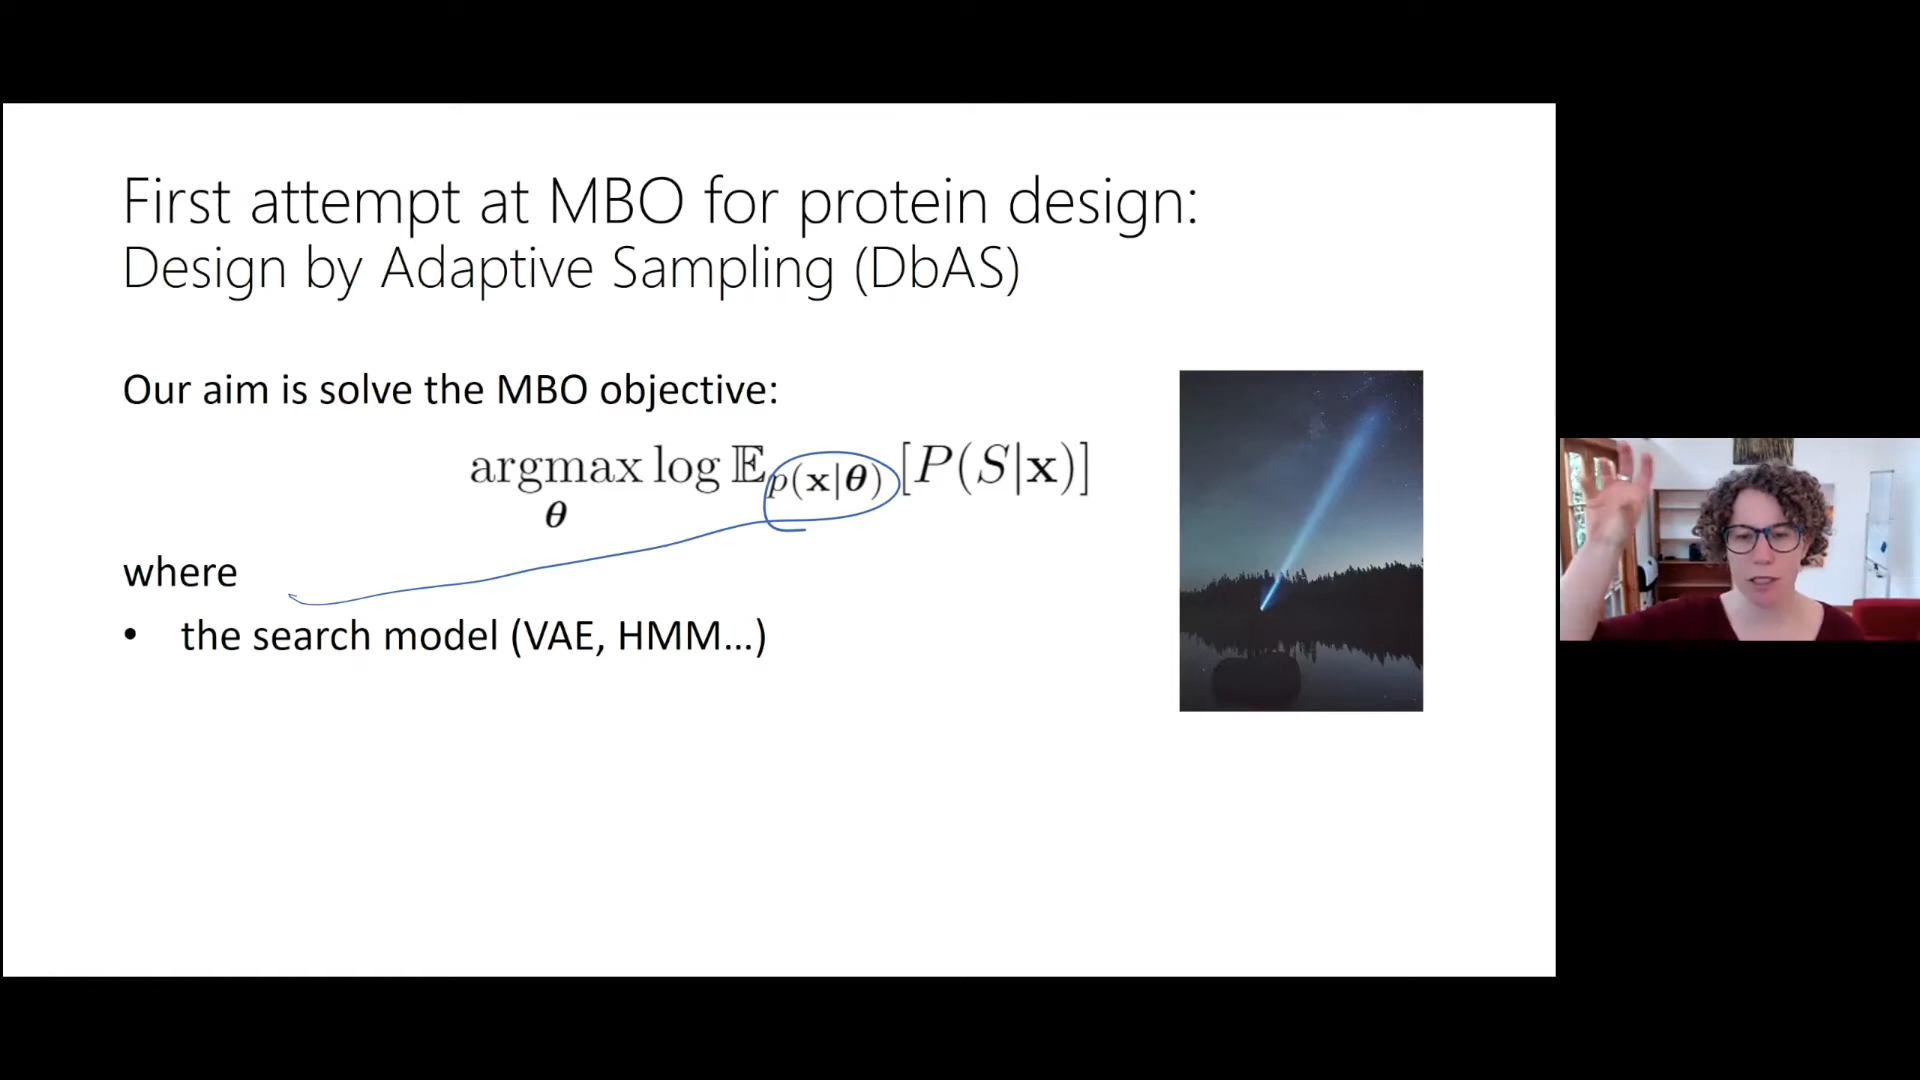 First attempt at MBO for protein design:
Design by Adaptive Sampling (DbAS)
Our aim is solve the MBO objective:
argmax log 𝔼p(x|θ) [P(S|x)]
θ
where
• the search model (VAE, HMM...)